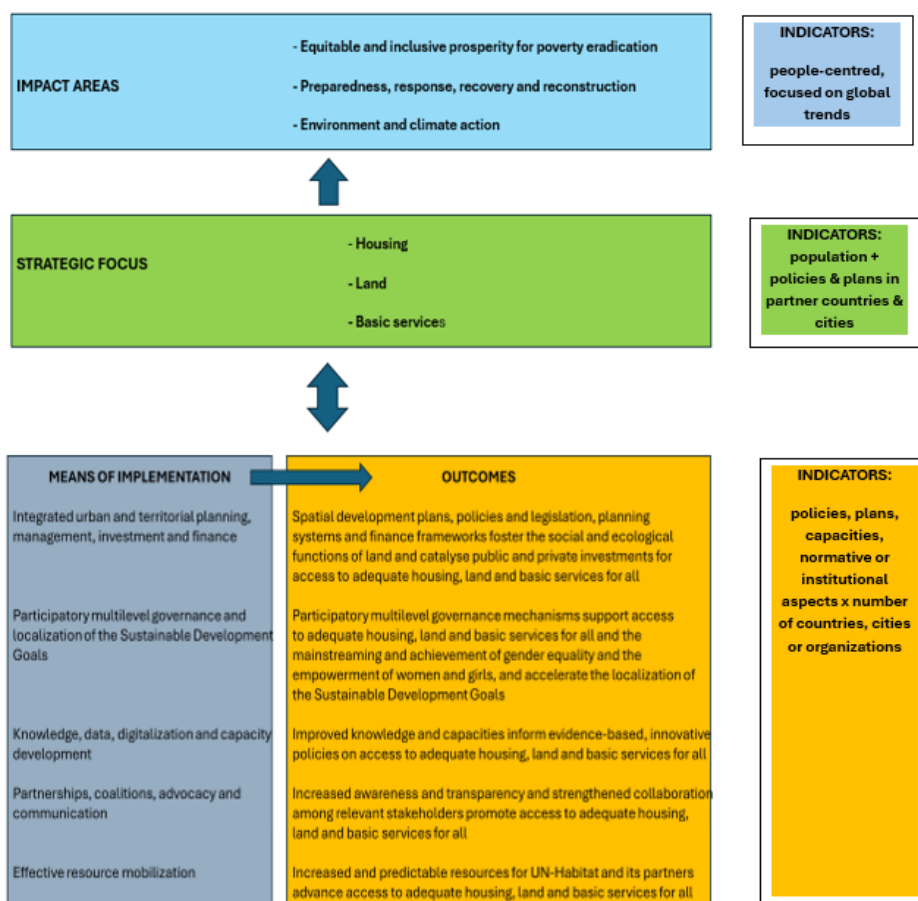 IMPACT AREAS
- Equitable and inclusive prosperity for poverty eradication
- Preparedness, response, recovery and reconstruction
- Environment and climate action
INDICATORS:
people-centred,
focused on global
trends
STRATEGIC FOCUS
- Housing
- Land
- Basic services
INDICATORS:
population +
policies & plans in
partner countries &
cities
MEANS OF IMPLEMENTATION
Integrated urban and territorial planning,
management, investment and finance
Participatory multilevel governance and
localization of the Sustainable Development
Goals
Knowledge, data, digitalization and capacity
development
Partnerships, coalitions, advocacy and
communication
Effective resource mobilization
OUTCOMES
Spatial development plans, policies and legislation, planning
systems and finance frameworks foster the social and ecological
functions of land and catalyse public and private investments for
access to adequate housing, land and basic services for all
Participatory multilevel governance mechanisms support access
to adequate housing, land and basic services for all and the
mainstreaming and achievement of gender equality and the
empowerment of women and girls, and accelerate the localization of
the Sustainable Development Goals
Improved knowledge and capacities inform evidence-based, innovative
policies on access to adequate housing, land and basic services for all
Increased awareness and transparency and strengthened collaboration
among relevant stakeholders promote access to adequate housing,
land and basic services for all
Increased and predictable resources for UN-Habitat and its partners
advance access to adequate housing, land and basic services for all
INDICATORS:
policies, plans,
capacities,
normative or
institutional
aspects x number
of countries, cities
or organizations